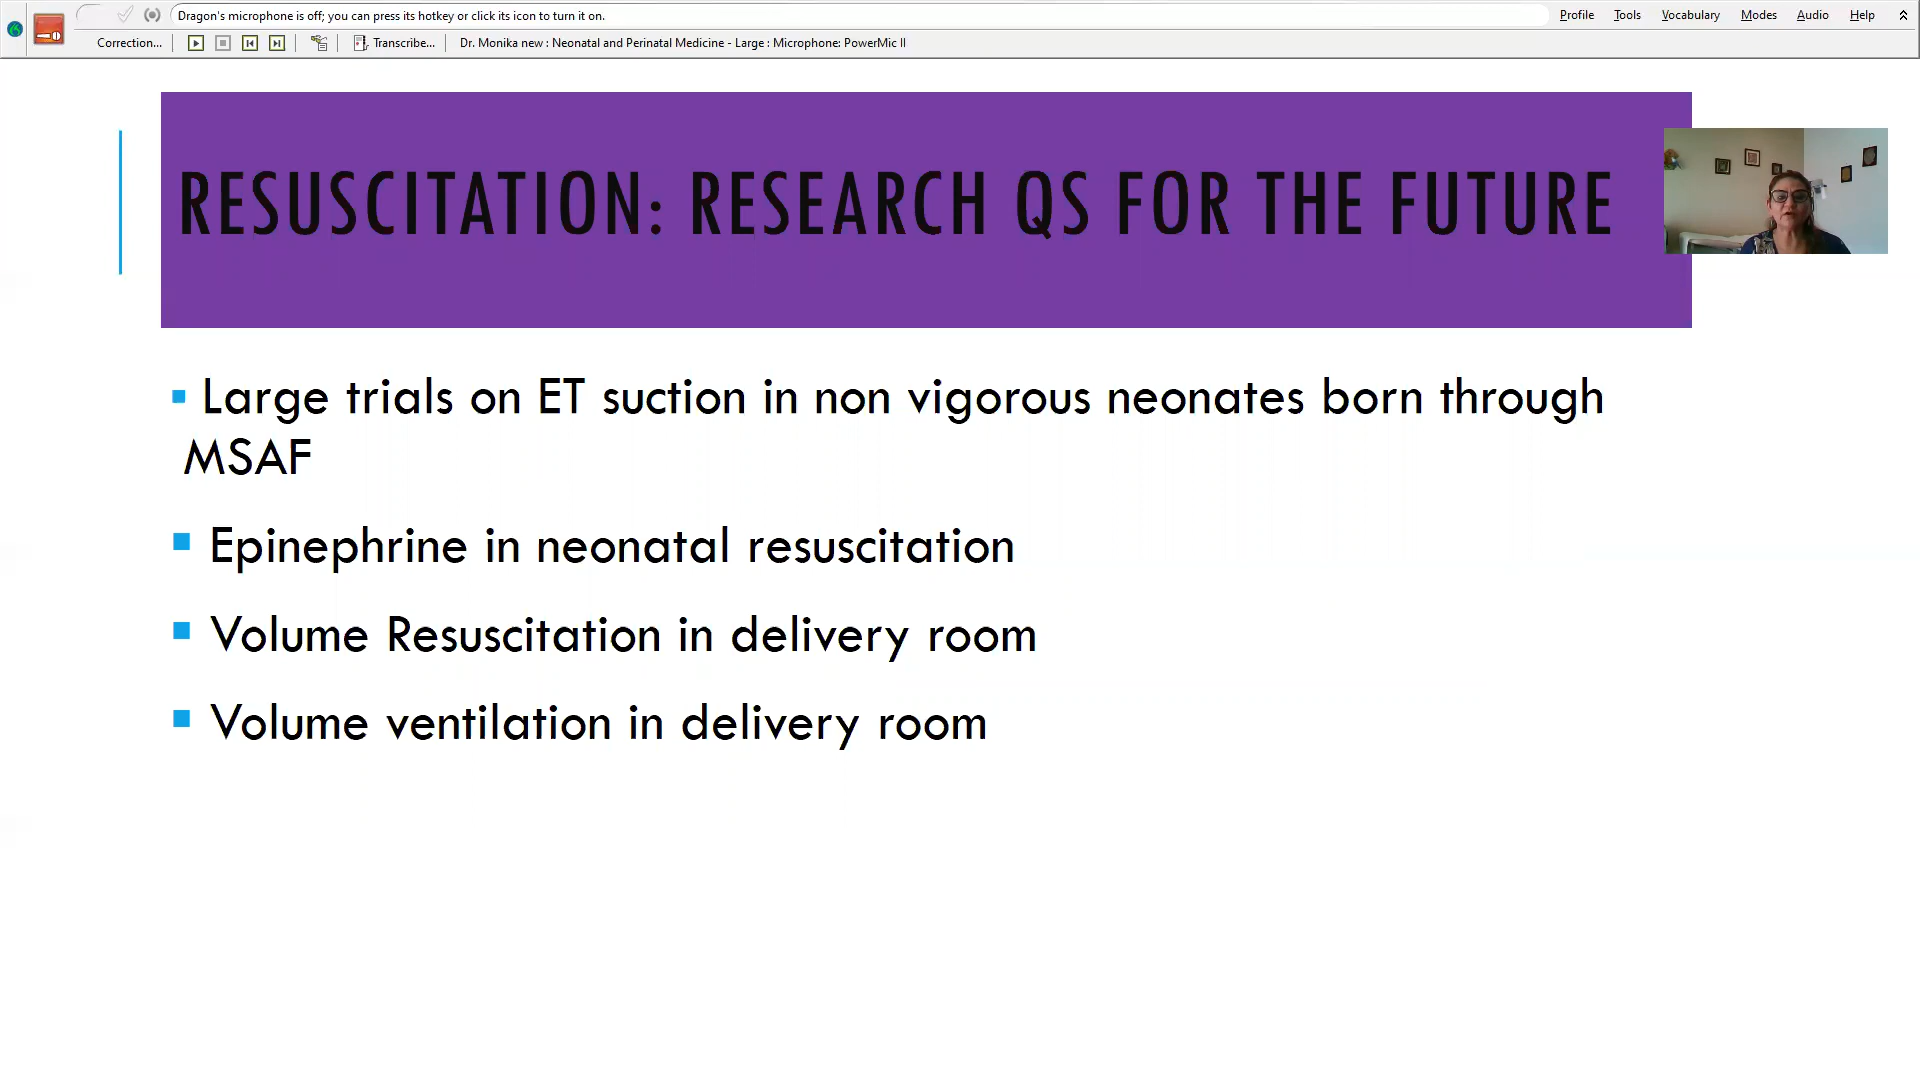 Dragon's microphone is off; you can press its hotkey or click its icon to turn it on.
Profile Tools Vocabulary Modes Audio Help
Correction... Transcribe... Dr. Monika new : Neonatal and Perinatal Medicine - Large : Microphone: PowerMic II
RESUSCITATION: RESEARCH QS FOR THE FUTURE
Large trials on ET suction in non vigorous neonates born through
MSAF
Epinephrine in neonatal resuscitation
Volume Resuscitation in delivery room
Volume ventilation in delivery room